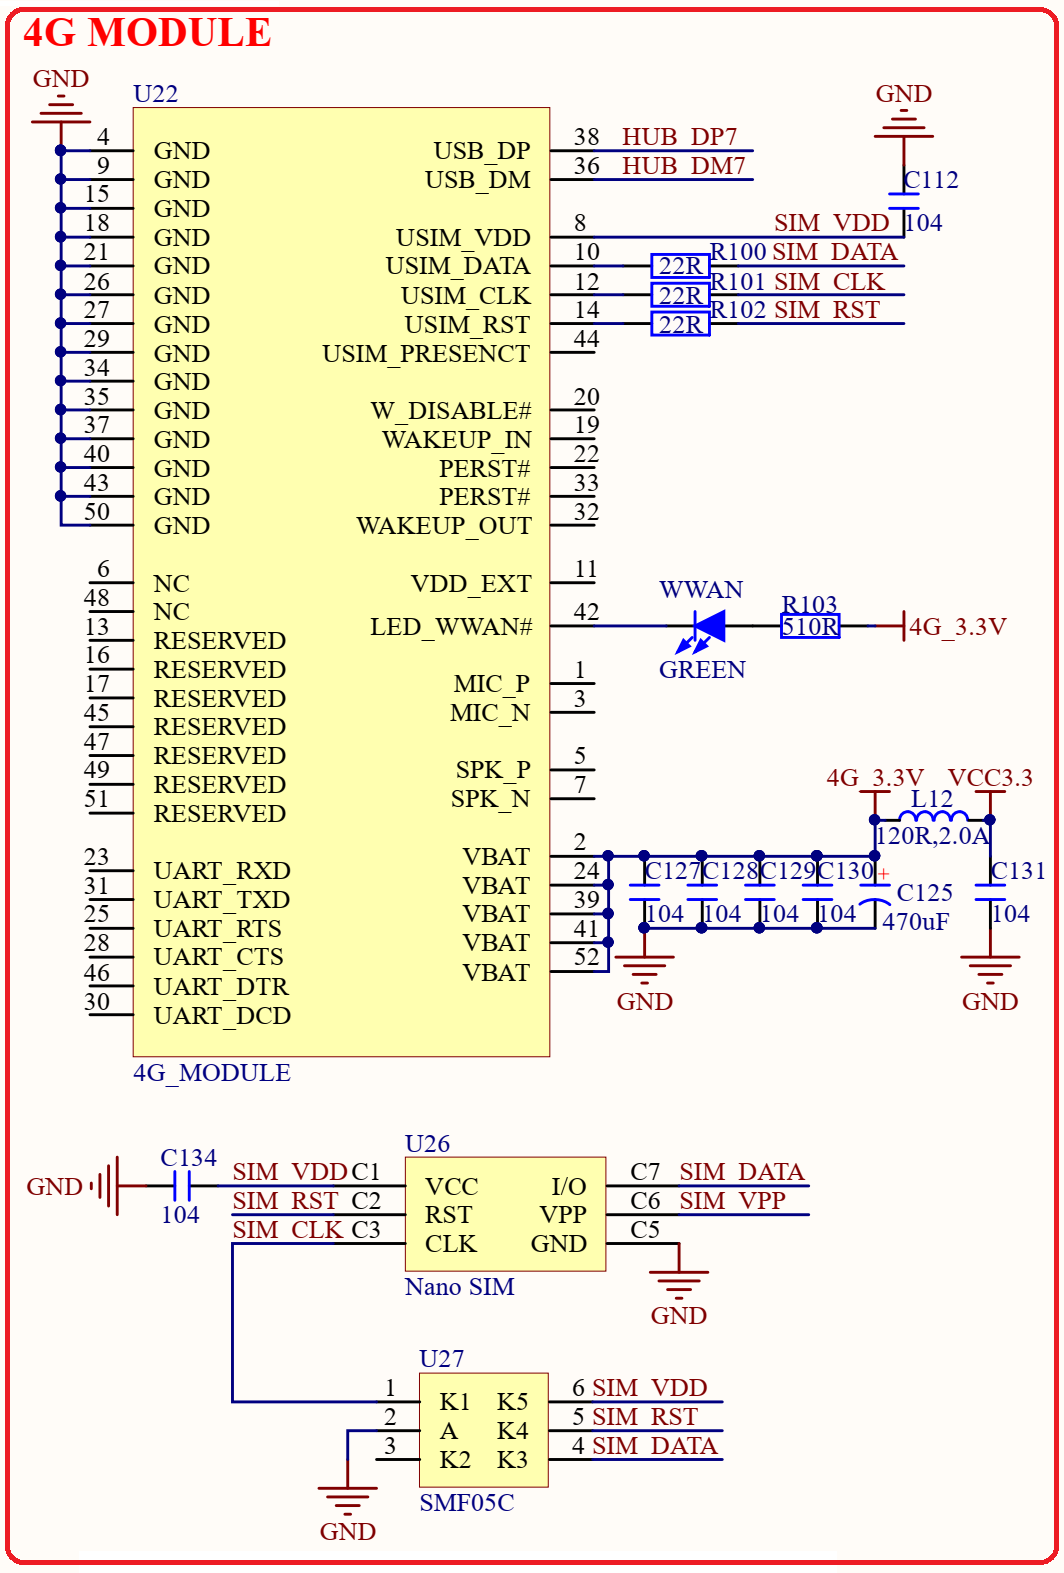 4G MODULE
GND
U22
GND
4 GND USB_DP 38 HUB_DP7
9 GND USB_DM 36 HUB_DM7
C112
15 GND
18 GND USIM_VDD 8 SIM_VDD 104
21 GND USIM_DATA 10 22R R100 SIM_DATA
26 GND USIM_CLK 12 22R R101 SIM_CLK
27 GND USIM_RST 14 22R R102 SIM_RST
29 GND USIM_PRESENCT 44
34 GND
35 GND W_DISABLE# 20
37 GND WAKEUP_IN 19
40 GND PERST# 22
43 GND PERST# 33
50 GND WAKEUP_OUT 32
6 NC VDD_EXT 11 WWAN
48 NC LED_WWAN# 42 R103
510R 4G_3.3V
13 RESERVED
16 RESERVED GREEN
17 RESERVED MIC_P 1
45 RESERVED MIC_N 3
47 RESERVED
49 RESERVED SPK_P 5
51 RESERVED SPK_N 7
4G_3.3V VCC3.3
L12
120R,2.0A
23 UART_RXD VBAT 2 C127 C128 C129 C130 + C131
31 UART_TXD VBAT 24 C125
25 UART_RTS VBAT 39 104 104 104 104 470uF 104
28 UART_CTS VBAT 41
46 UART_DTR VBAT 52
30 UART_DCD GND GND
4G_MODULE
U26
C134
GND SIM_VDD C1 VCC I/O C7 SIM_DATA
104 SIM_RST C2 RST VPP C6 SIM_VPP
SIM_CLK C3 CLK GND C5
Nano SIM
GND
U27
1 K1 K5 6 SIM_VDD
2 A K4 5 SIM_RST
3 K2 K3 4 SIM_DATA
SMF05C
GND